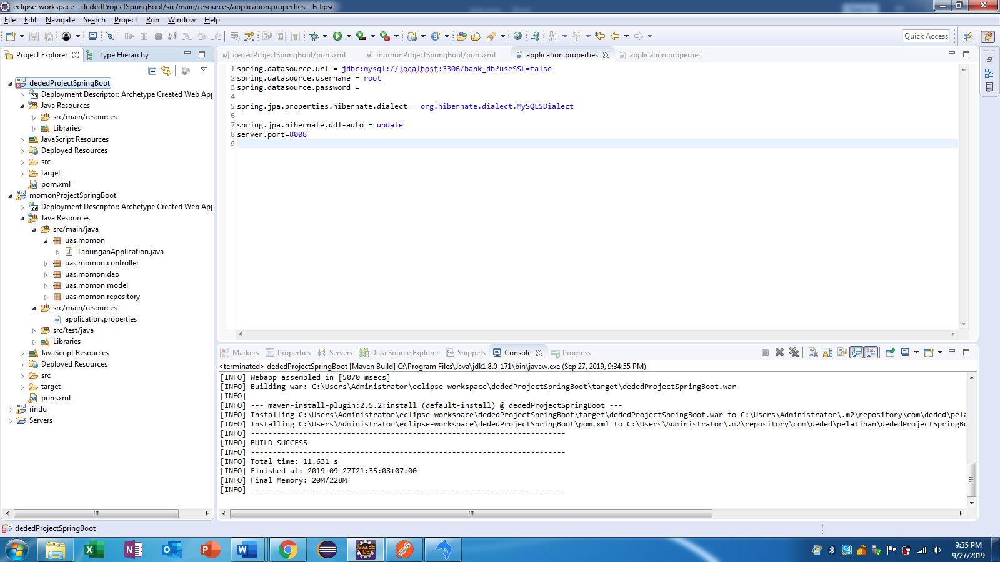 eclipse-workspace - dededProjectSpringBoot/src/main/resources/application.properties - Eclipse
File Edit Navigate Search Project Run Window Help
Quick Access
Project Explorer
Type Hierarchy
dededProjectSpringBoot
Deployment Descriptor: Archetype Created Web App
Java Resources
src/main/resources
Libraries
JavaScript Resources
Deployed Resources
src
target
pom.xml
momonProjectSpringBoot
Deployment Descriptor: Archetype Created Web App
Java Resources
src/main/java
uas.momon
TabunganApplication.java
uas.momon.controller
uas.momon.dao
uas.momon.model
uas.momon.repository
src/main/resources
application.properties
src/test/java
Libraries
JavaScript Resources
Deployed Resources
src
target
pom.xml
rindu
Servers
dededProjectSpringBoot/pom.xml momonProjectSpringBoot/pom.xml application.properties application.properties
1 spring.datasource.url = jdbc:mysql://localhost:3306/bank_db?useSSL=false
2 spring.datasource.username = root
3 spring.datasource.password =
4
5 spring.jpa.properties.hibernate.dialect = org.hibernate.dialect.MySQL5Dialect
6
7 spring.jpa.hibernate.ddl-auto = update
8 server.port=8008
9
Markers Properties Servers Data Source Explorer Snippets Console Progress
<terminated> dededProjectSpringBoot [Maven Build] C:\Program Files\Java\jdk1.8.0_171\bin\javaw.exe (Sep 27, 2019, 9:34:55 PM)
[INFO] Webapp assembled in [5070 msecs]
[INFO] Building war: C:\Users\Administrator\eclipse-workspace\dededProjectSpringBoot\target\dededProjectSpringBoot.war
[INFO]
[INFO] --- maven-install-plugin:2.5.2:install (default-install) @ dededProjectSpringBoot ---
[INFO] Installing C:\Users\Administrator\eclipse-workspace\dededProjectSpringBoot\target\dededProjectSpringBoot.war to C:\Users\Administrator\.m2\repository\com\deded\pela
[INFO] Installing C:\Users\Administrator\eclipse-workspace\dededProjectSpringBoot\pom.xml to C:\Users\Administrator\.m2\repository\com\deded\pelatihan\dededProjectSpringBo
[INFO] ------------------------------------------------------------------------
[INFO] BUILD SUCCESS
[INFO] ------------------------------------------------------------------------
[INFO] Total time: 11.631 s
[INFO] Finished at: 2019-09-27T21:35:08+07:00
[INFO] Final Memory: 20M/228M
[INFO] ------------------------------------------------------------------------
dededProjectSpringBoot
Java EE
IDE
9:35 PM
9/27/2019